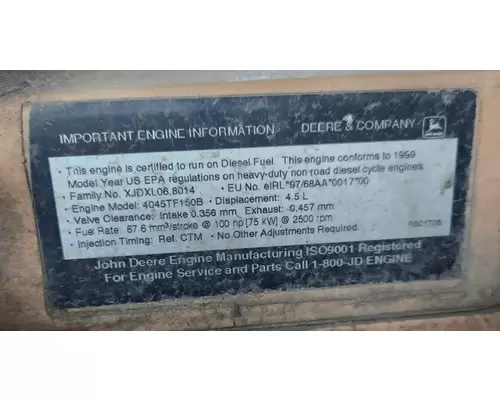 IMPORTANT ENGINE INFORMATION DEERE & COMPANY
• This engine is certified to run on Diesel Fuel. This engine conforms to 1999
Model Year US EPA regulations on heavy-duty non road diesel cycle engines.
• Family No. XJDXL06.8014 • EU No. eIRL*97/68AA*0017*00
• Engine Model: 4045TF150B • Displacement: 4.5 L
• Valve Clearance: Intake 0.356 mm Exhaust: 0.457 mm
• Fuel Rate: 67.6 mm³/stroke @ 100 hp [75 kW] @ 2500 rpm
• Injection Timing: Ref. CTM • No Other Adjustments Required.
John Deere Engine Manufacturing ISO9001 Registered
For Engine Service and Parts Call 1-800-JD ENGINE